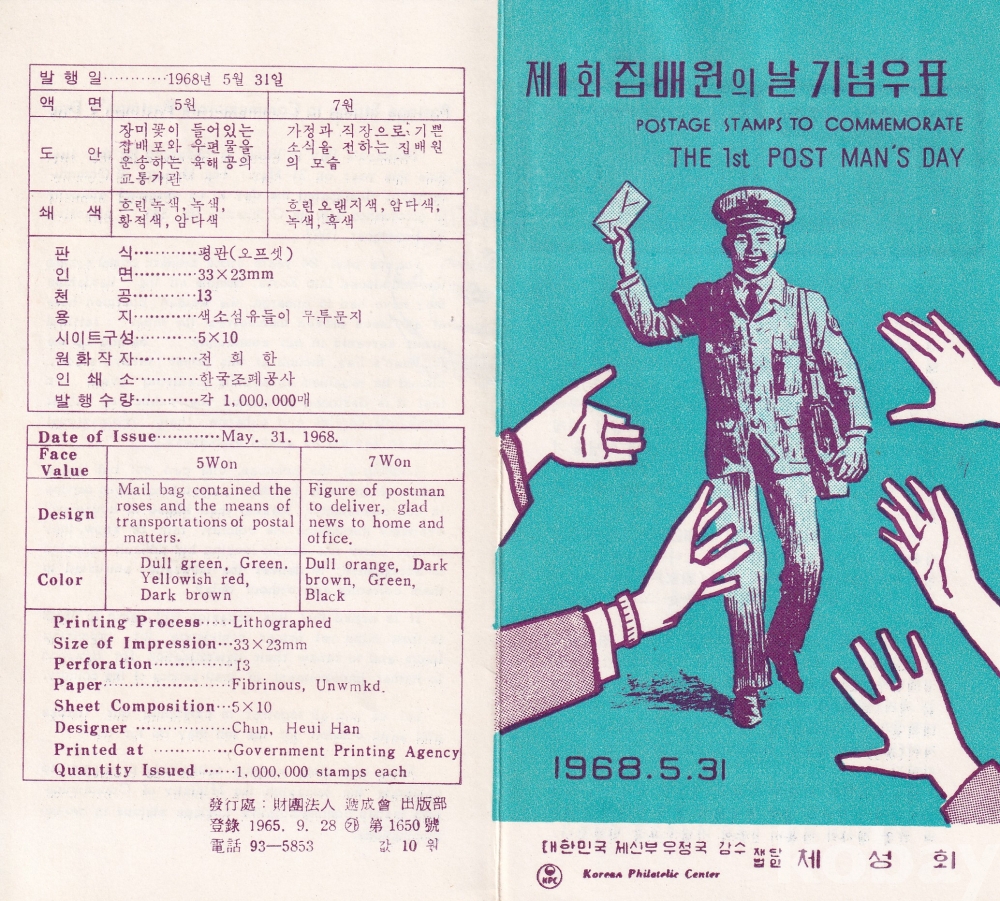 발행일············1968년 5월 31일
액 면 5원 7원
도 안
장미꽃이 들어있는
집배포와 우편물을
운송하는 육해공의
교통기관
가정과 직장으로 기쁜
소식을 전하는 집배원
의 모습
쇄 색
흐린녹색, 녹색,
황적색, 암다색
흐린오랜지색, 암다색,
녹색, 흑색
판 식···········평판(오프셋)
인 면···········33×23mm
천 공···········13
용 지···········색소섬유들이 무투문지
시이트구성···········5×10
원화작자···········전 희 한
인 쇄 소···········한국조폐공사
발행수량···········각 1,000,000매
Date of Issue············May. 31. 1968.
Face Value 5Won 7Won
Design
Mail bag contained the
roses and the means of
transportations of postal
matters.
Figure of postman
to deliver, glad
news to home and
office.
Color
Dull green, Green.
Yellowish red,
Dark brown
Dull orange, Dark
brown, Green,
Black
Printing Process······Lithographed
Size of Impression···33×23mm
Perforation···············13
Paper·······················Fibrinous, Unwmkd.
Sheet Composition···5×10
Designer ·················Chun, Heui Han
Printed at ··············Government Printing Agency
Quantity Issued ······1,000,000 stamps each
發行處 : 財團法人 遞成會 出版部
登錄 1965. 9. 28 ㉮ 第1650號
電話 93—5853 값 10 원
제1회 집배원의 날 기념우표
POSTAGE STAMPS TO COMMEMORATE
THE 1st POST MAN'S DAY
1968.5.31
대한민국 체신부 우정국 감수 재단법인 체 성 회
KPC Korean Philatelic Center